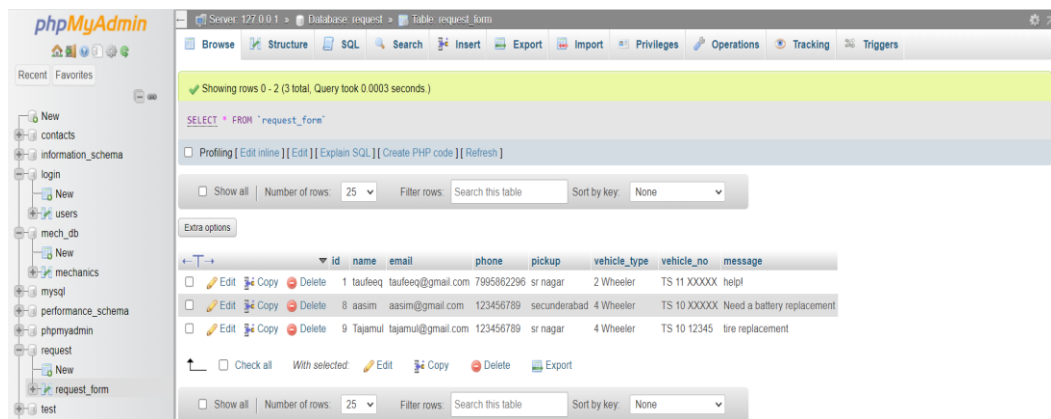 phpMyAdmin
Recent Favorites
New
contacts
information_schema
login
New
users
mech_db
New
mechanics
mysql
performance_schema
phpmyadmin
request
New
request_form
test
Server: 127.0.0.1 » Database: request » Table: request_form
Browse Structure SQL Search Insert Export Import Privileges Operations Tracking Triggers
Showing rows 0 - 2 (3 total, Query took 0.0003 seconds.)
SELECT * FROM `request_form`
Profiling [ Edit inline ] [ Edit ] [ Explain SQL ] [ Create PHP code ] [ Refresh ]
Show all | Number of rows: 25 Filter rows: Search this table Sort by key: None
Extra options
←T→ ▼ id name email phone pickup vehicle_type vehicle_no message
Edit Copy Delete 1 taufeeq taufeeq@gmail.com 7995862296 sr nagar 2 Wheeler TS 11 XXXXX help!
Edit Copy Delete 8 aasim aasim@gmail.com 123456789 secunderabad 4 Wheeler TS 10 XXXXX Need a battery replacement
Edit Copy Delete 9 Tajamul tajamul@gmail.com 123456789 sr nagar 4 Wheeler TS 10 12345 tire replacement
Check all With selected: Edit Copy Delete Export
Show all | Number of rows: 25 Filter rows: Search this table Sort by key: None